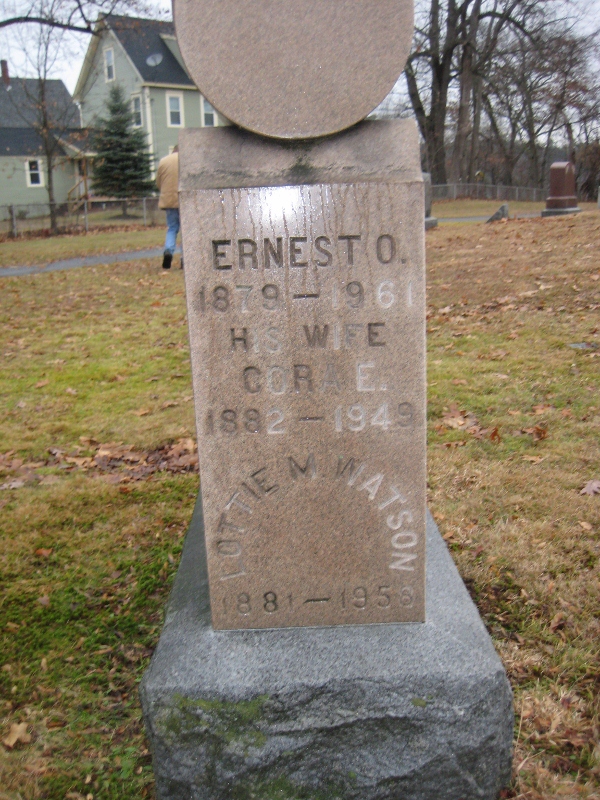 ERNEST O.
1879 – 1961
HIS WIFE
CORA E.
1882 – 1949
LOTTIE M. WATSON
1881 – 1958